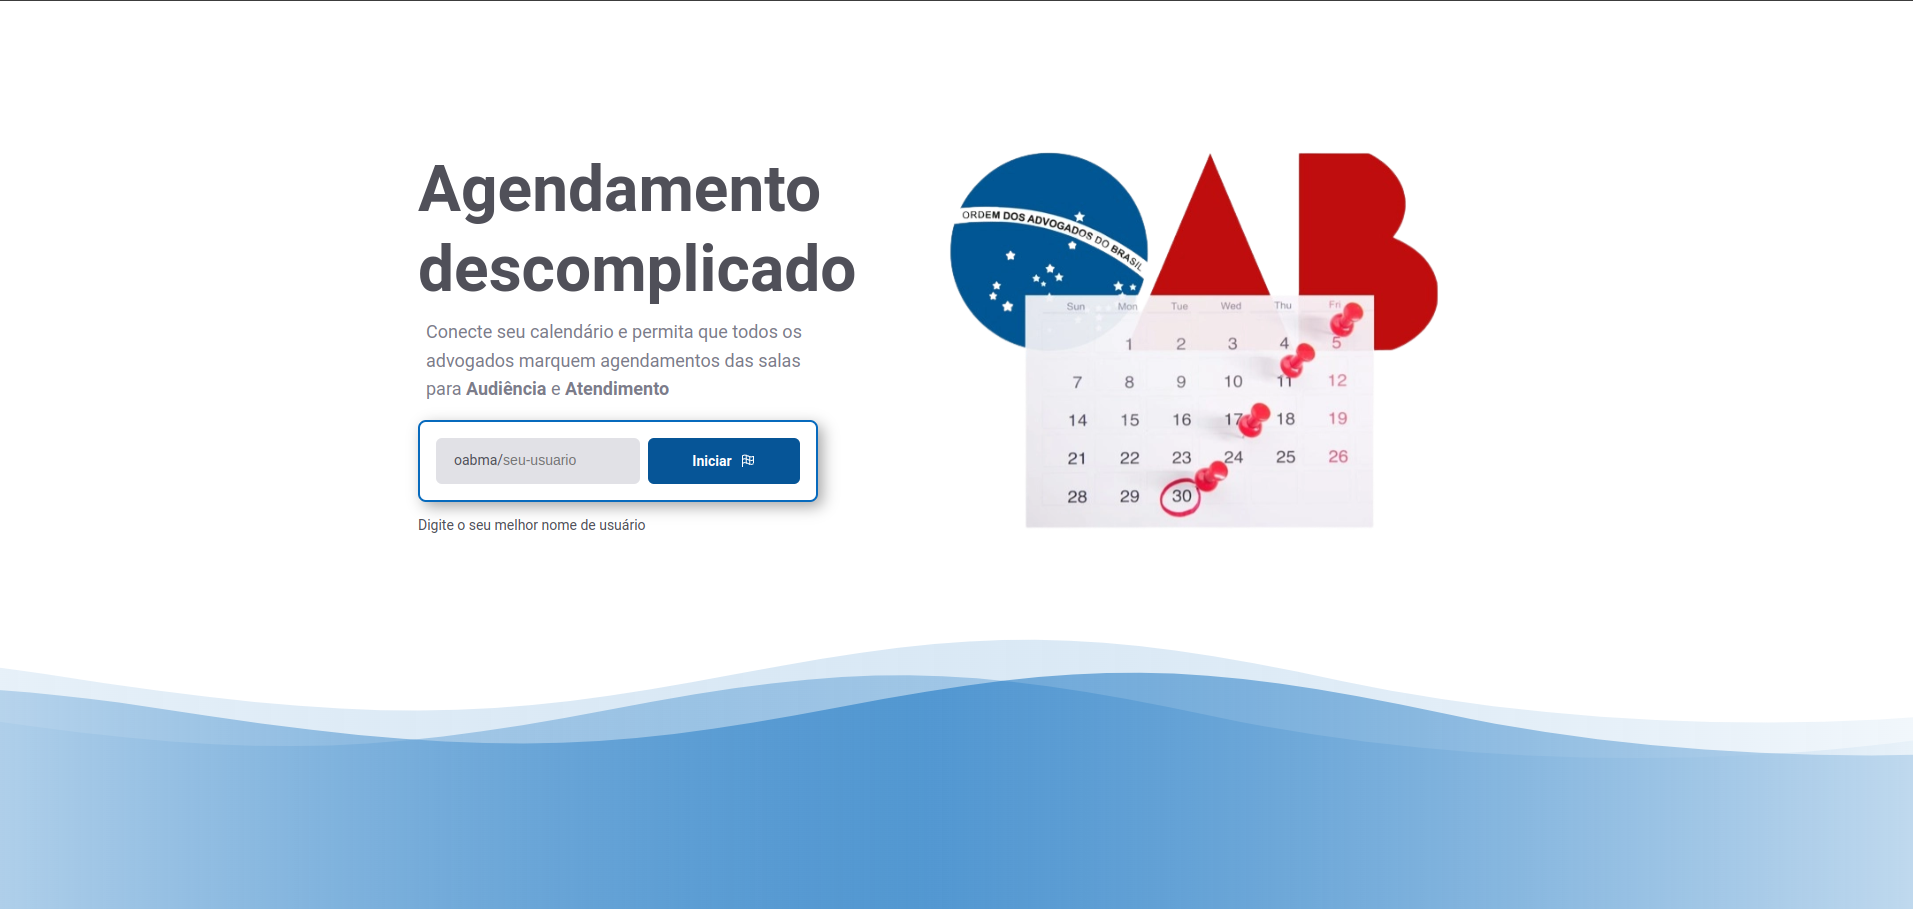 Agendamento
descomplicado
Conecte seu calendário e permita que todos os
advogados marquem agendamentos das salas
para Audiência e Atendimento
oabma/seu-usuario
Iniciar
Digite o seu melhor nome de usuário
ORDEM DOS ADVOGADOS DO BRASIL
Sun Mon Tue Wed Thu Fri
1 2 3 4 5
7 8 9 10 11 12
14 15 16 17 18 19
21 22 23 24 25 26
28 29 30